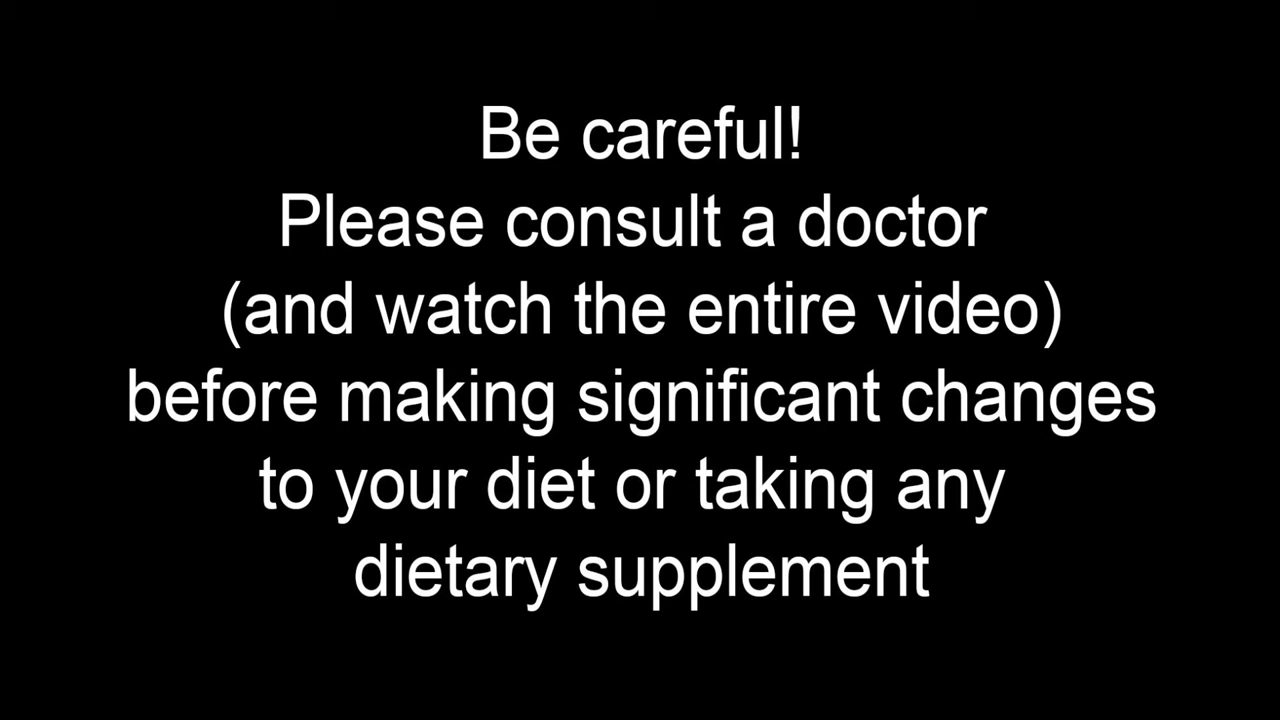 Be careful!
Please consult a doctor
(and watch the entire video)
before making significant changes
to your diet or taking any
dietary supplement